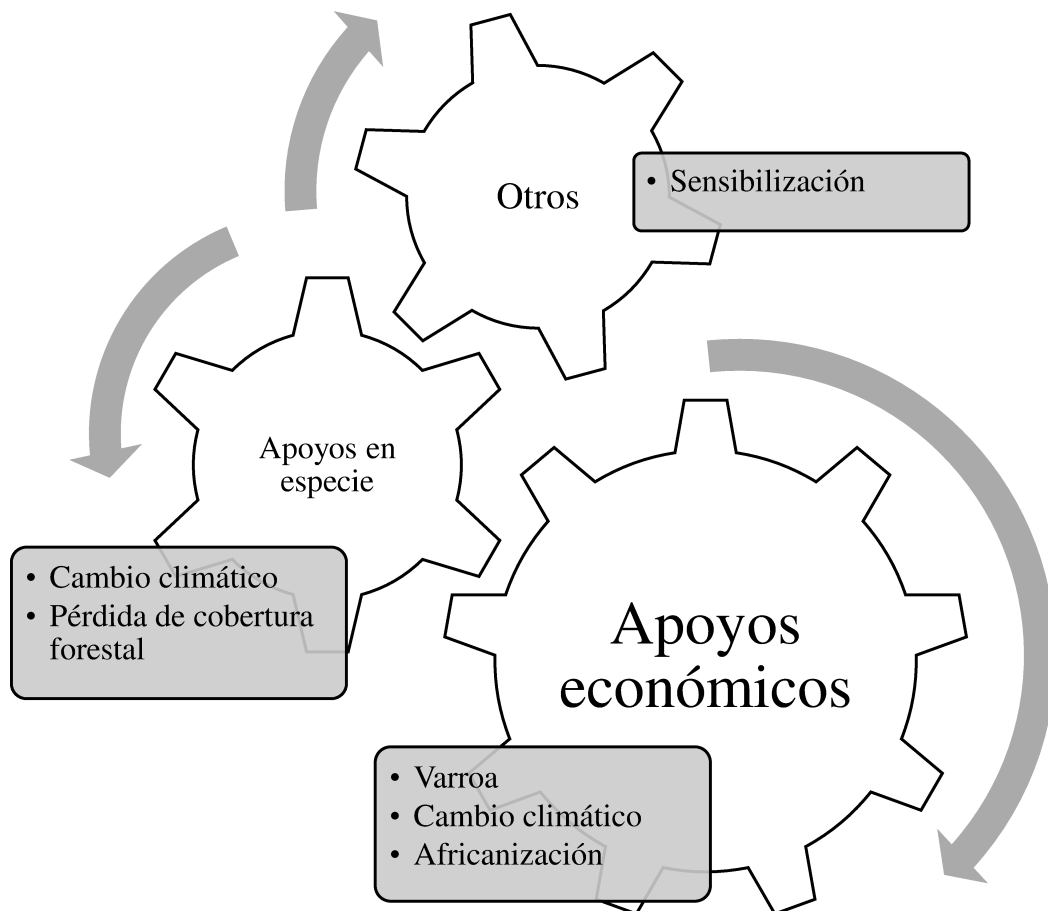 Otros
• Sensibilización
Apoyos en
especie
• Cambio climático
• Pérdida de cobertura
forestal
Apoyos
económicos
• Varroa
• Cambio climático
• Africanización